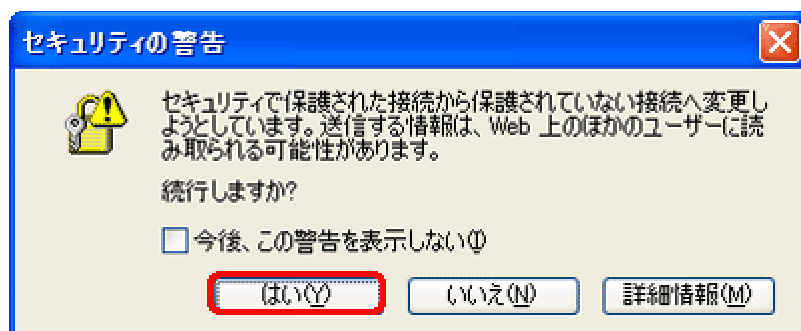 セキュリティの警告
セキュリティで保護された接続から保護されていない接続へ変更し
ようとしています。送信する情報は、Web 上のほかのユーザーに読
み取られる可能性があります。
続行しますか?
今後、この警告を表示しない(I)
はい(Y) いいえ(N) 詳細情報(M)